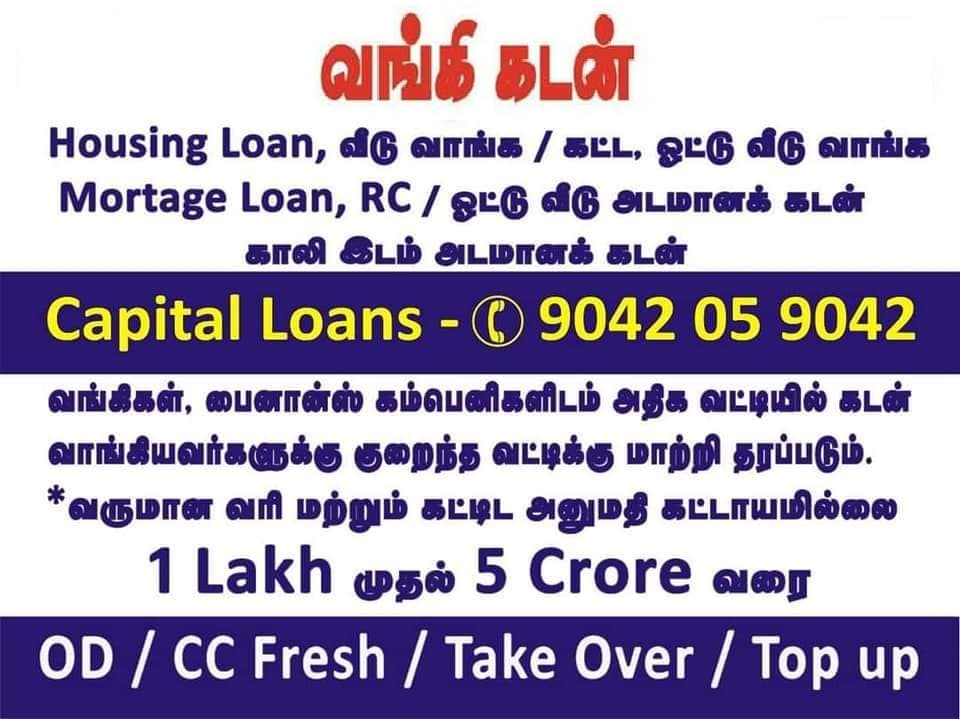 வங்கி கடன்
Housing Loan, வீடு வாங்க / கட்ட, ஓட்டு வீடு வாங்க
Mortage Loan, RC / ஓட்டு வீடு அடமானக் கடன்
காலி இடம் அடமானக் கடன்
Capital Loans - ✆ 9042 05 9042
வங்கிகள், பைனான்ஸ் கம்பெனிகளிடம் அதிக வட்டியில் கடன்
வாங்கியவர்களுக்கு குறைந்த வட்டிக்கு மாற்றி தரப்படும்.
*வருமான வரி மற்றும் கட்டிட அனுமதி கட்டாயமில்லை
1 Lakh முதல் 5 Crore வரை
OD / CC Fresh / Take Over / Top up